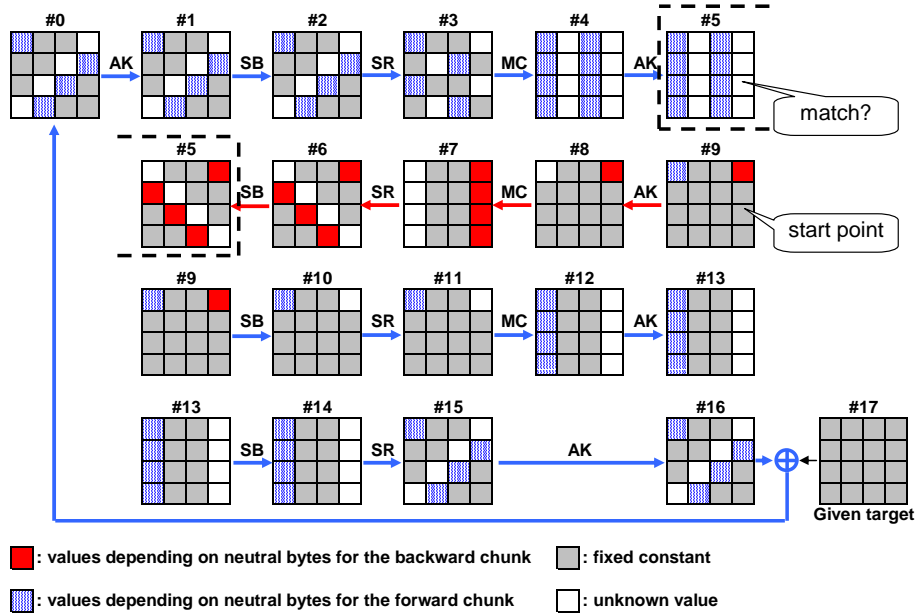 #0 #1 #2 #3 #4 #5
AK SB SR MC AK
match?
#5 #6 #7 #8 #9
SB SR MC AK
start point
#9 #10 #11 #12 #13
SB SR MC AK
#13 #14 #15 #16 #17
SB SR AK
Given target
: values depending on neutral bytes for the backward chunk : fixed constant
: values depending on neutral bytes for the forward chunk : unknown value